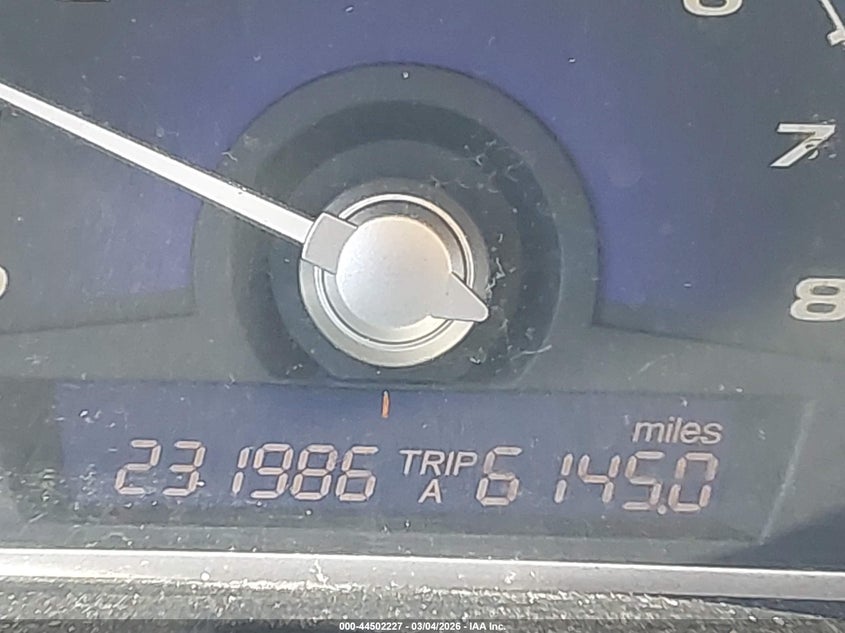 6
7
8
miles
231986 TRIP A 6145.0
000-44502227 - 03/04/2026 - IAA Inc.